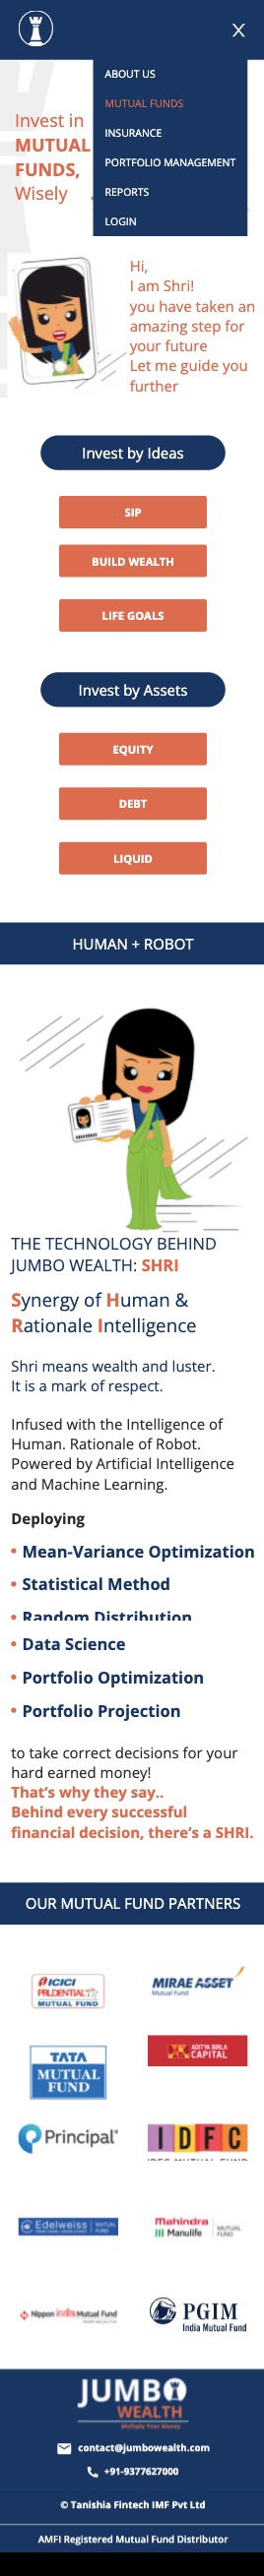 X
ABOUT US
MUTUAL FUNDS
INSURANCE
PORTFOLIO MANAGEMENT
REPORTS
LOGIN
Invest in
MUTUAL
FUNDS,
Wisely
Hi,
I am Shri!
you have taken an
amazing step for
your future
Let me guide you
further
Invest by Ideas
SIP
BUILD WEALTH
LIFE GOALS
Invest by Assets
EQUITY
DEBT
LIQUID
HUMAN + ROBOT
THE TECHNOLOGY BEHIND
JUMBO WEALTH: SHRI
Synergy of Human &
Rationale Intelligence
Shri means wealth and luster.
It is a mark of respect.
Infused with the Intelligence of
Human. Rationale of Robot.
Powered by Artificial Intelligence
and Machine Learning.
Deploying
• Mean-Variance Optimization
• Statistical Method
• Random Distribution
• Data Science
• Portfolio Optimization
• Portfolio Projection
to take correct decisions for your
hard earned money!
That's why they say..
Behind every successful
financial decision, there's a SHRI.
OUR MUTUAL FUND PARTNERS
ICICI
PRUDENTIAL
MUTUAL FUND
MIRAE ASSET
Mutual Fund
TATA
MUTUAL
FUND
ADITYA BIRLA
CAPITAL
Principal
IDFC
IDFC MUTUAL FUND
Edelweiss
MUTUAL
FUND
Mahindra
Manulife
MUTUAL
FUND
Nippon India Mutual Fund
PGIM
India Mutual Fund
JUMBO
WEALTH
Multiply Your Money
contact@jumbowealth.com
+91-9377627000
© Tanishia Fintech IMF Pvt Ltd
AMFI Registered Mutual Fund Distributor